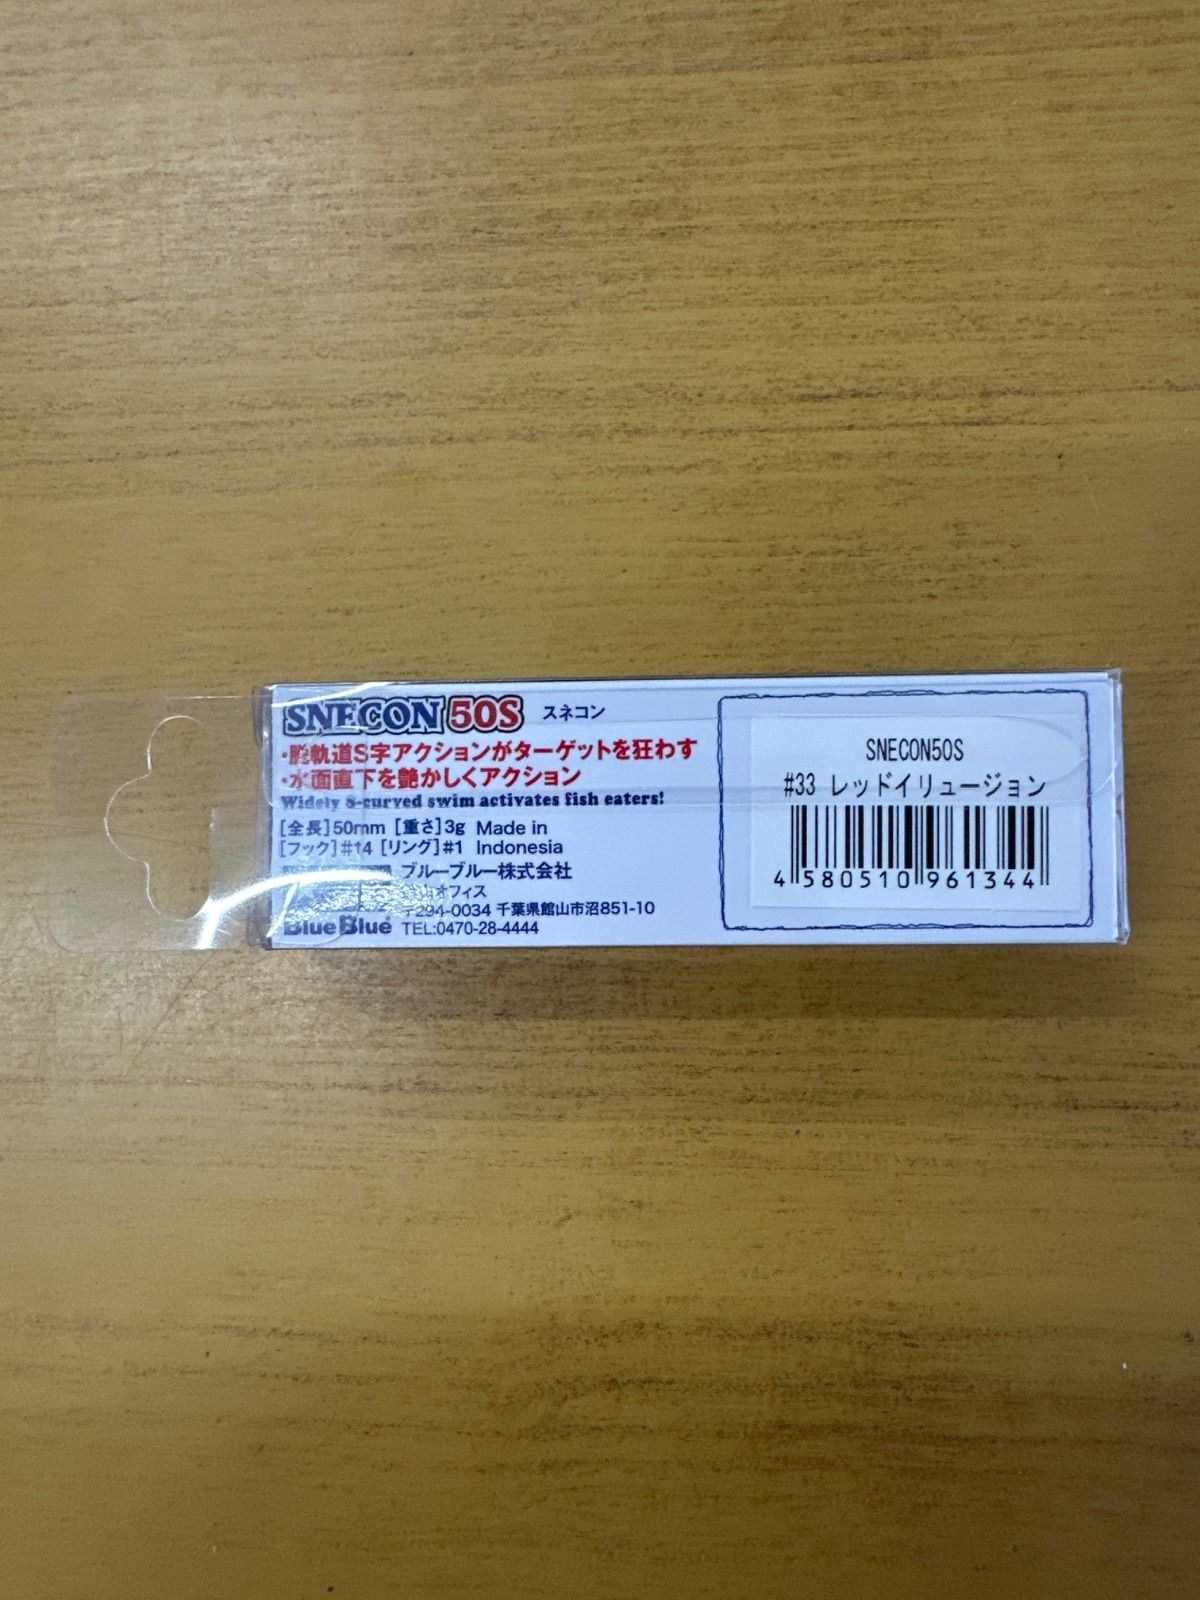 SNECON 50S スネコン
・腰軌道S字アクションがターゲットを狂わす
・水面直下を艶かしくアクション
Widely S-curved swim activates fish eaters!
[全長]50mm [重さ]3g Made in
[フック]#14 [リング]#1 Indonesia
ブルーブルー株式会社
オフィス
〒294-0034 千葉県館山市沼851-10
BlueBlue TEL:0470-28-4444
SNECON50S
#33 レッドイリュージョン
4 580510 961344